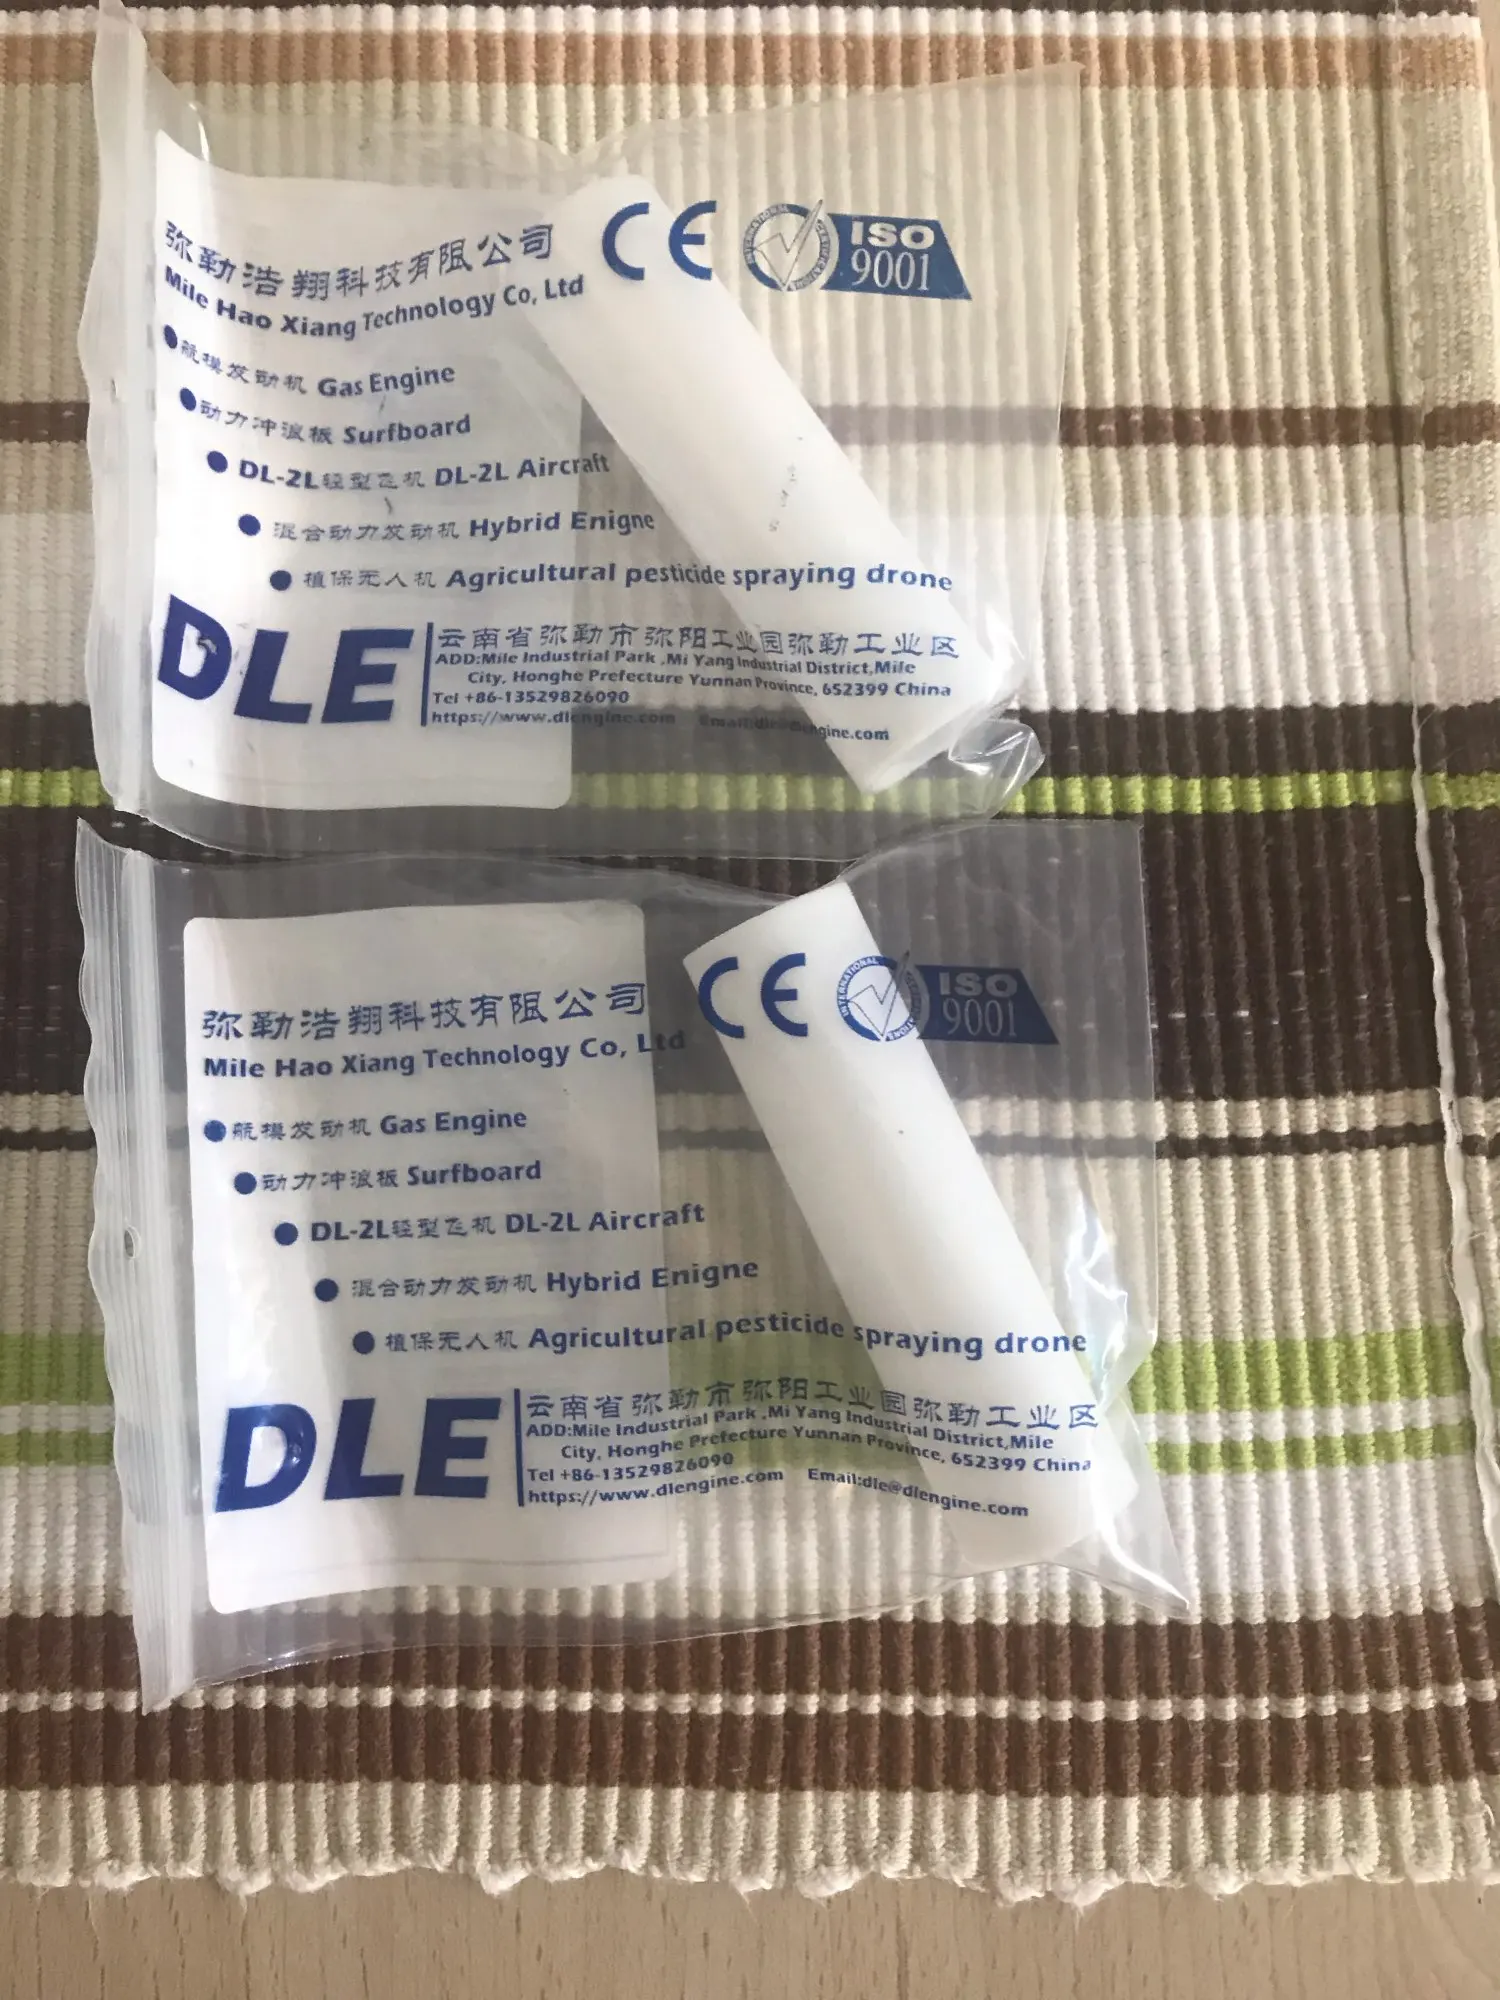 弥勒浩翔科技有限公司
Mile Hao Xiang Technology Co, Ltd
CE
INTERNATIONAL
ISO
9001
●航模发动机 Gas Engine
●动力冲浪板 Surfboard
●DL-2L轻型飞机 DL-2L Aircraft
●混合动力发动机 Hybrid Enigne
●植保无人机 Agricultural pesticide spraying drone
DLE
云南省弥勒市弥阳工业园弥勒工业区
ADD:Mile Industrial Park ,Mi Yang Industrial District,Mile
City, Honghe Prefecture Yunnan Province, 652399 China
Tel +86-13529826090
https://www.dlengine.com Email:dle@dlengine.com
弥勒浩翔科技有限公司
Mile Hao Xiang Technology Co, Ltd
CE
INTERNATIONAL
ISO
9001
●航模发动机 Gas Engine
●动力冲浪板 Surfboard
●DL-2L轻型飞机 DL-2L Aircraft
●混合动力发动机 Hybrid Enigne
●植保无人机 Agricultural pesticide spraying drone
DLE
云南省弥勒市弥阳工业园弥勒工业区
ADD:Mile Industrial Park ,Mi Yang Industrial District,Mile
City, Honghe Prefecture Yunnan Province, 652399 China
Tel +86-13529826090
https://www.dlengine.com Email:dle@dlengine.com